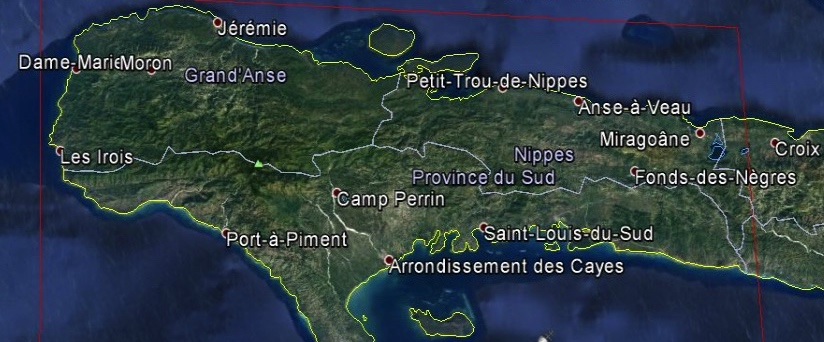 Jérémie
Dame-Marie
Moron
Grand'Anse
Petit-Trou-de-Nippes
Anse-à-Veau
Miragoâne
Croix
Les Irois
Nippes
Province du Sud
Fonds-des-Nègres
Camp Perrin
Port-à-Piment
Saint-Louis-du-Sud
Arrondissement des Cayes